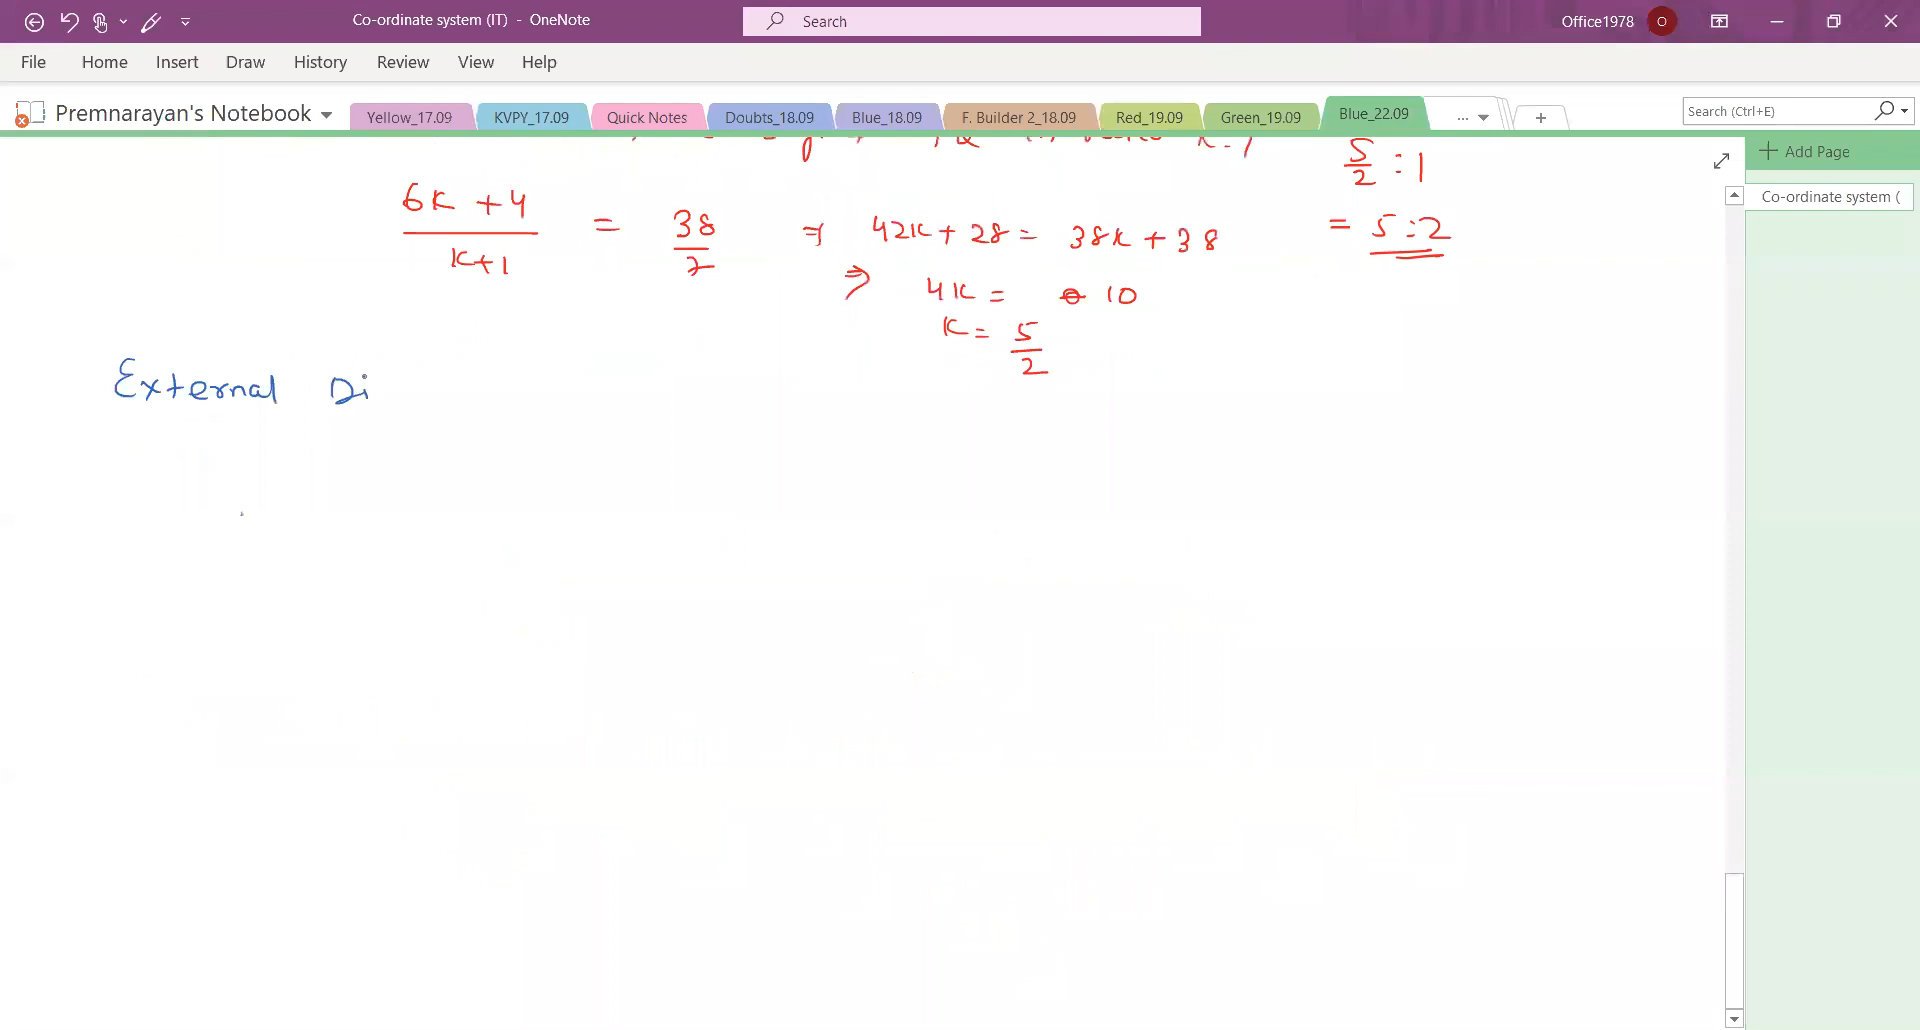 Co-ordinate system (IT) - OneNote
Search
Office1978
O
File Home Insert Draw History Review View Help
Premnarayan's Notebook
Yellow_17.09 KVPY_17.09 Quick Notes Doubts_18.09 Blue_18.09 F. Builder 2_18.09 Red_19.09 Green_19.09 Blue_22.09 ... +
Search (Ctrl+E)
Add Page
Co-ordinate system (
5/2 : 1
(6k + 4)/(k+1) = 38/7 ⇒ 42k + 28 = 38k + 38
= 5:2
⇒ 4k = 10
k = 5/2
External Di